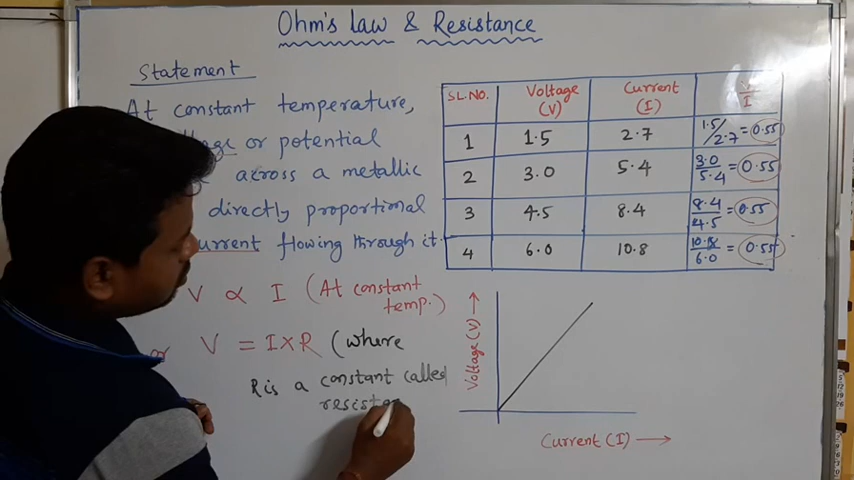 Ohm's law & Resistance
Statement
At constant temperature,
or potential
across a metallic
directly proportional
current flowing through it.
V ∝ I (At constant
temp.)
or V = I×R (where
R is a constant called
SL.NO. Voltage (V) Current (I) V/I
1 1.5 2.7 1.5/2.7 = 0.55
2 3.0 5.4 3.0/5.4 = 0.55
3 4.5 8.4 8.4/4.5 = 0.55
4 6.0 10.8 10.8/6.0 = 0.55
Voltage (V) →
Current (I) →